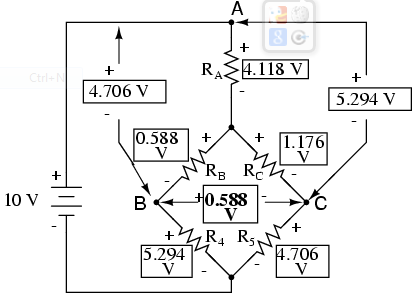 A
+
R_A
4.118 V
-
+
4.706 V
-
+
5.294 V
-
Ctrl+N
0.588
V
+
-
R_B
+
R_C
-
1.176
V
10 V
+
-
B
+
0.588
V
-
C
+
R_4
-
5.294
V
+
R_5
-
4.706
V